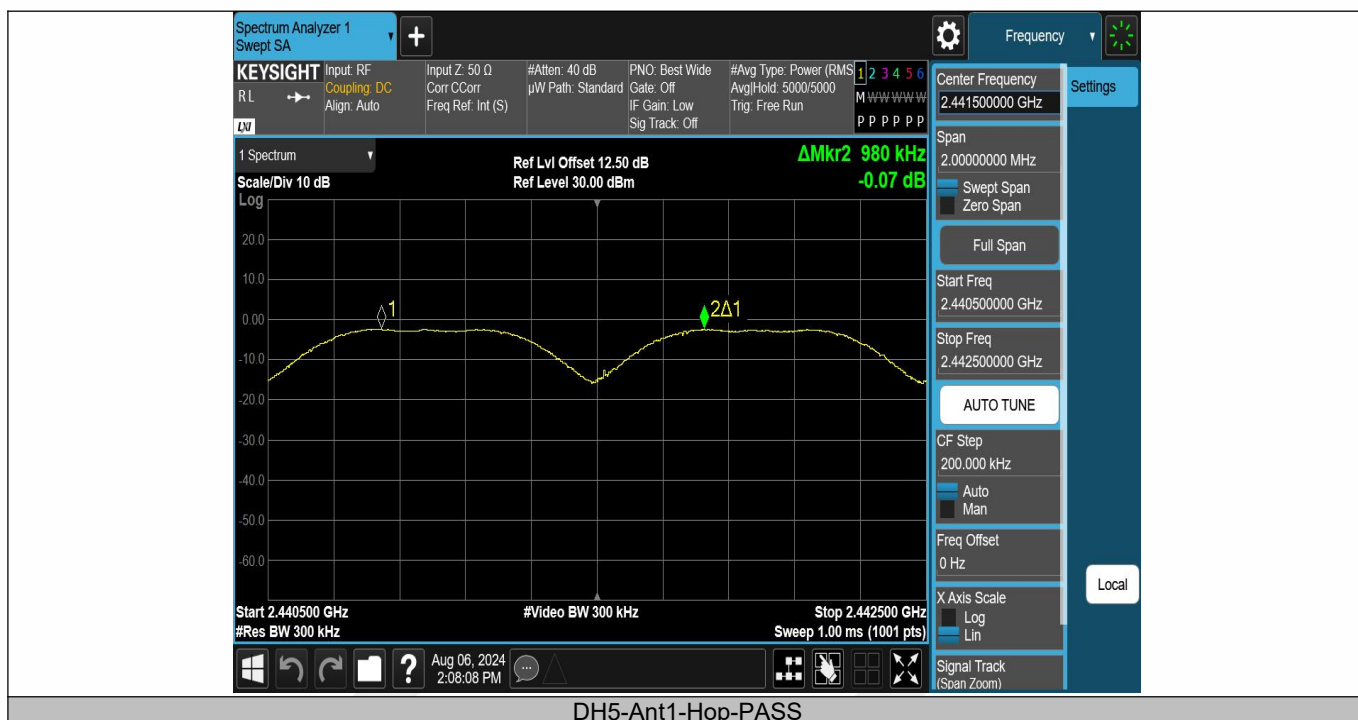 Spectrum Analyzer 1
Swept SA
Frequency
KEYSIGHT
RL
LXI
Input: RF
Coupling: DC
Align: Auto
Input Z: 50 Ω
Corr CCorr
Freq Ref: Int (S)
#Atten: 40 dB
µW Path: Standard
PNO: Best Wide
Gate: Off
IF Gain: Low
Sig Track: Off
#Avg Type: Power (RMS
Avg|Hold: 5000/5000
Trig: Free Run
1 2 3 4 5 6
M W W W W W
P P P P P P
1 Spectrum
Scale/Div 10 dB
Log
Ref Lvl Offset 12.50 dB
Ref Level 30.00 dBm
ΔMkr2 980 kHz
-0.07 dB
20.0
10.0
0.00
-10.0
-20.0
-30.0
-40.0
-50.0
-60.0
1
2Δ1
Start 2.440500 GHz
#Res BW 300 kHz
#Video BW 300 kHz
Stop 2.442500 GHz
Sweep 1.00 ms (1001 pts)
Center Frequency
2.441500000 GHz
Settings
Span
2.00000000 MHz
Swept Span
Zero Span
Full Span
Start Freq
2.440500000 GHz
Stop Freq
2.442500000 GHz
AUTO TUNE
CF Step
200.000 kHz
Auto
Man
Freq Offset
0 Hz
X Axis Scale
Log
Lin
Local
Signal Track
(Span Zoom)
?
Aug 06, 2024
2:08:08 PM
DH5-Ant1-Hop-PASS